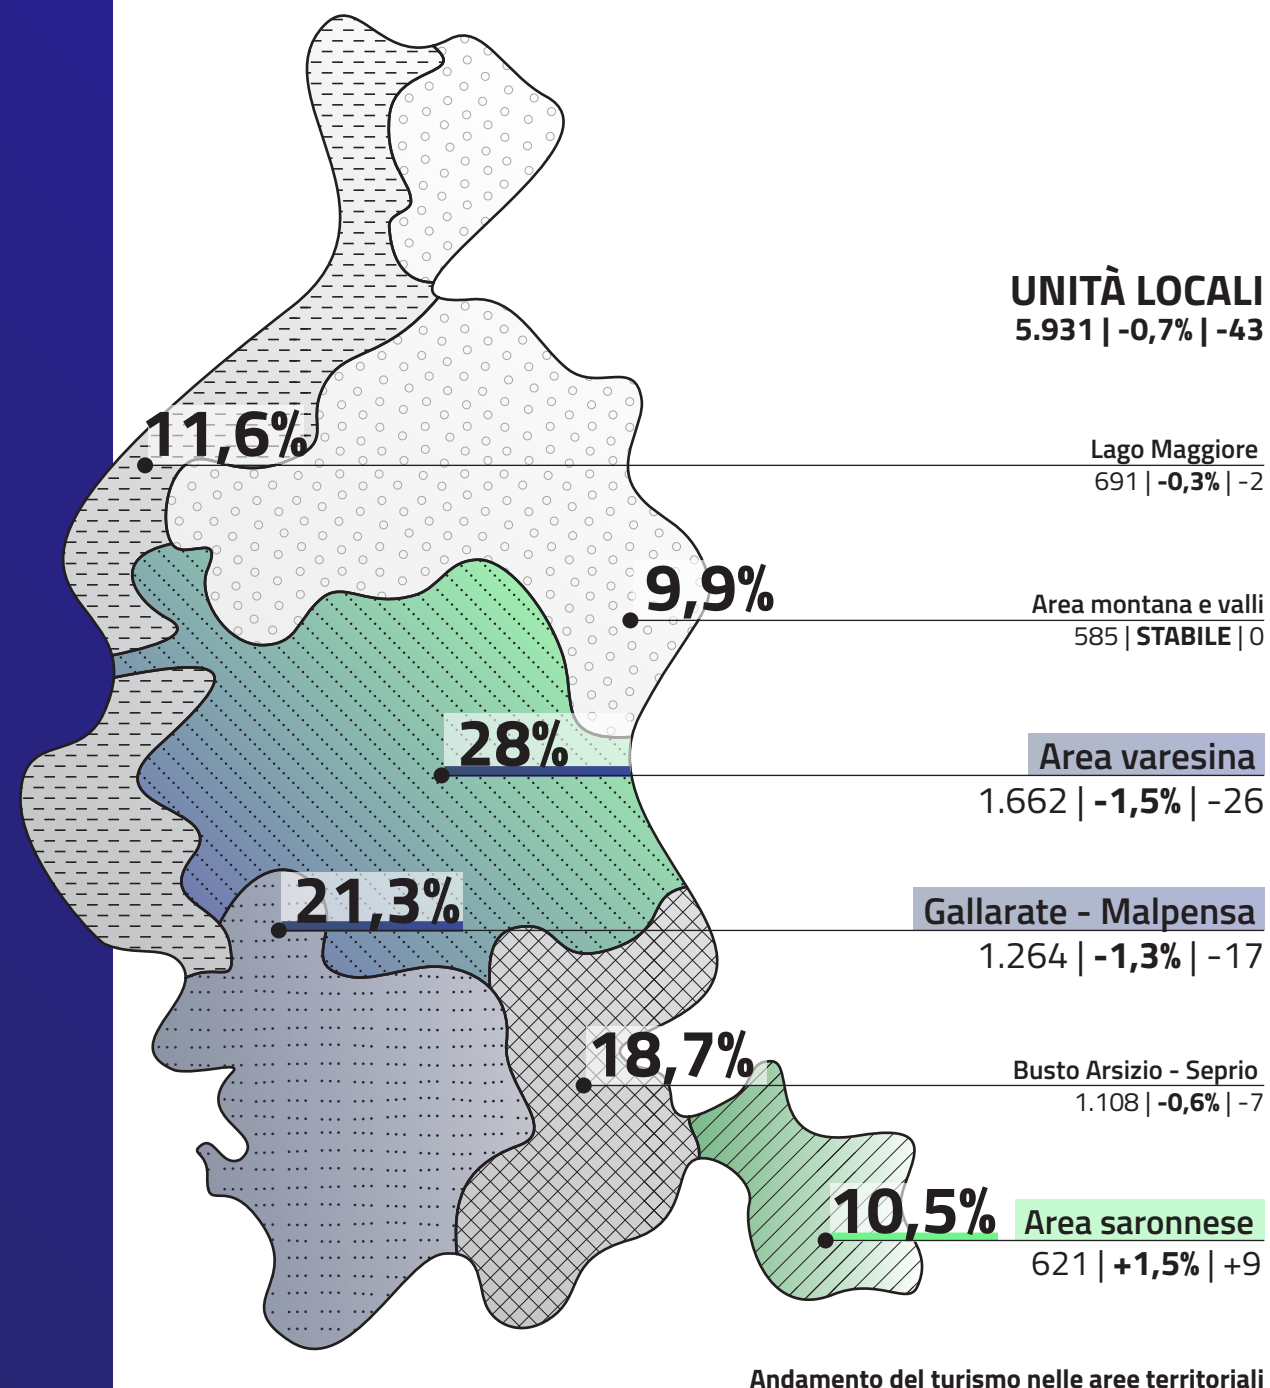 UNITÀ LOCALI
5.931 | -0,7% | -43
11,6%
Lago Maggiore
691 | -0,3% | -2
9,9%
Area montana e valli
585 | STABILE | 0
28%
Area varesina
1.662 | -1,5% | -26
21,3%
Gallarate - Malpensa
1.264 | -1,3% | -17
18,7%
Busto Arsizio - Seprio
1.108 | -0,6% | -7
10,5%
Area saronnese
621 | +1,5% | +9
Andamento del turismo nelle aree territoriali